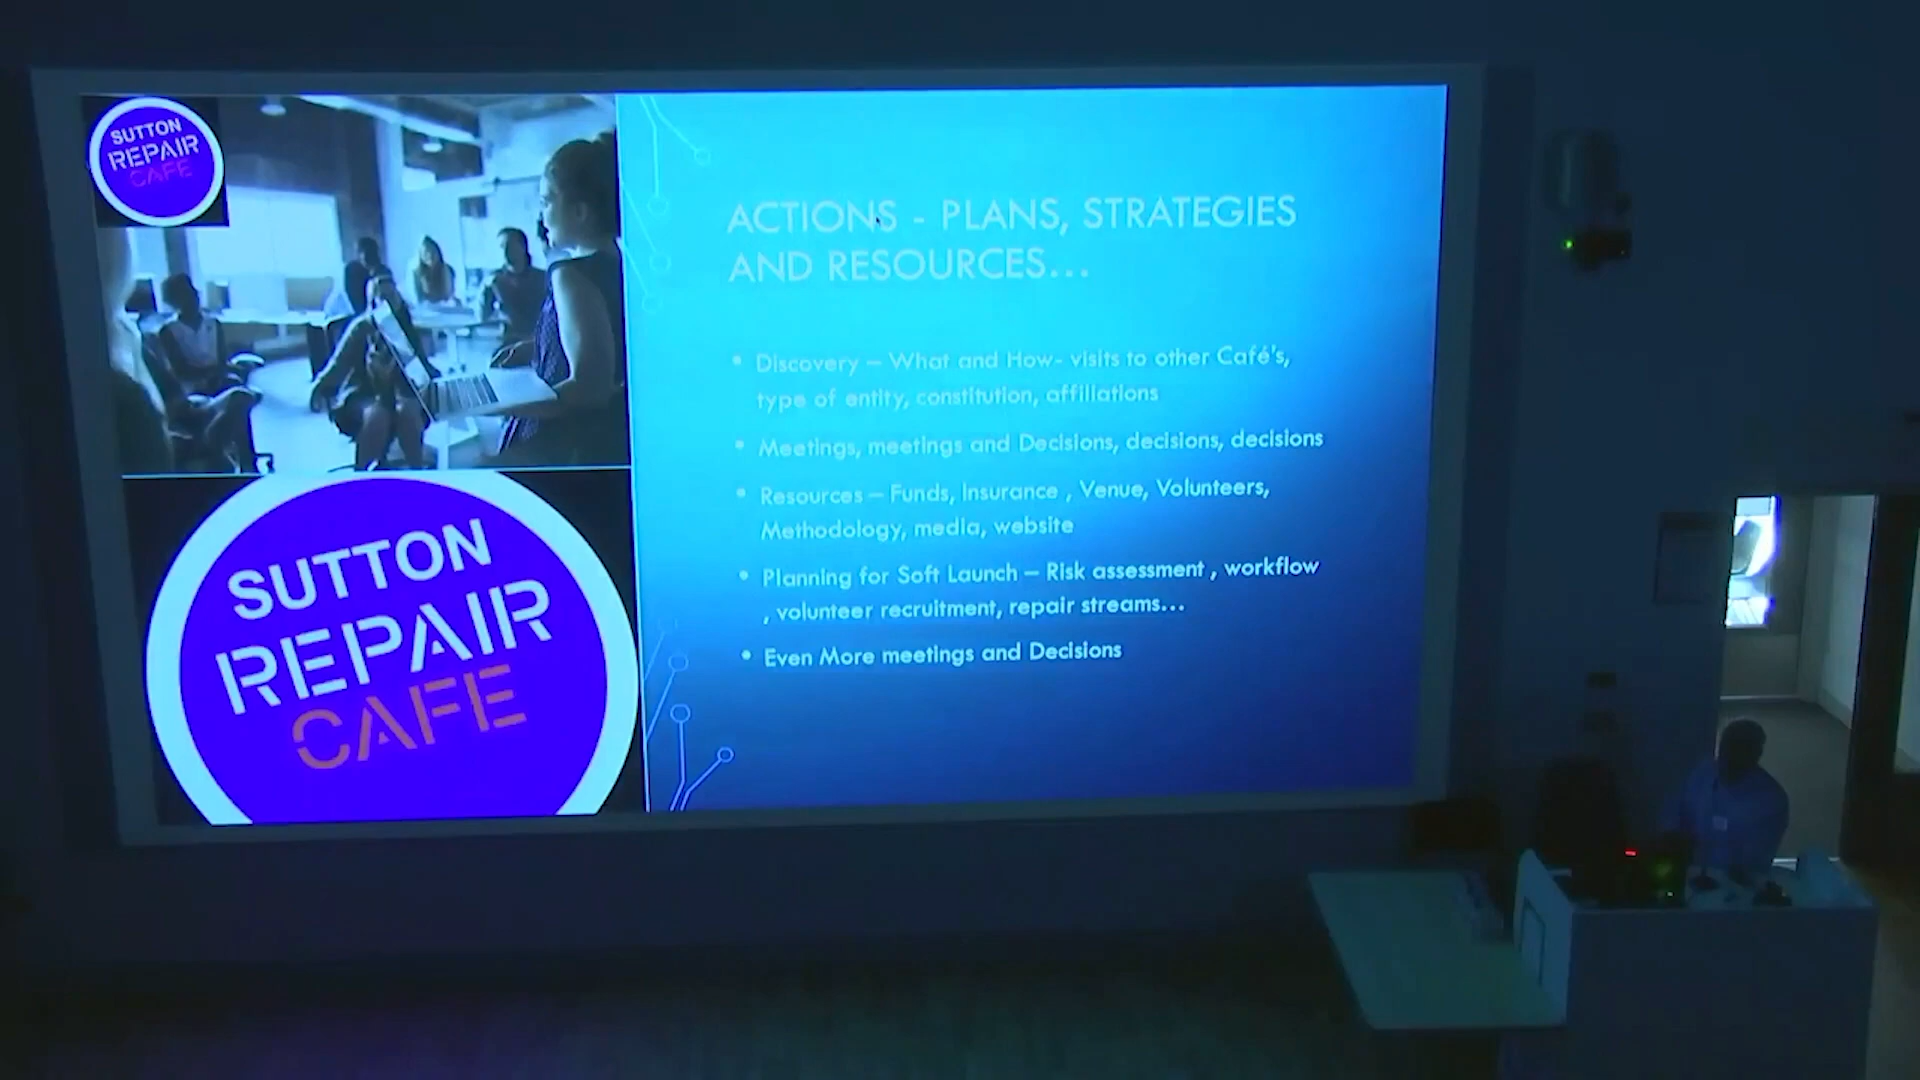 SUTTON
REPAIR
CAFE
ACTIONS - PLANS, STRATEGIES
AND RESOURCES...
• Discovery – What and How- visits to other Café's,
type of entity, constitution, affiliations
• Meetings, meetings and Decisions, decisions, decisions
• Resources – Funds, Insurance , Venue, Volunteers,
Methodology, media, website
• Planning for Soft Launch – Risk assessment , workflow
, volunteer recruitment, repair streams...
• Even More meetings and Decisions
SUTTON
REPAIR
CAFE